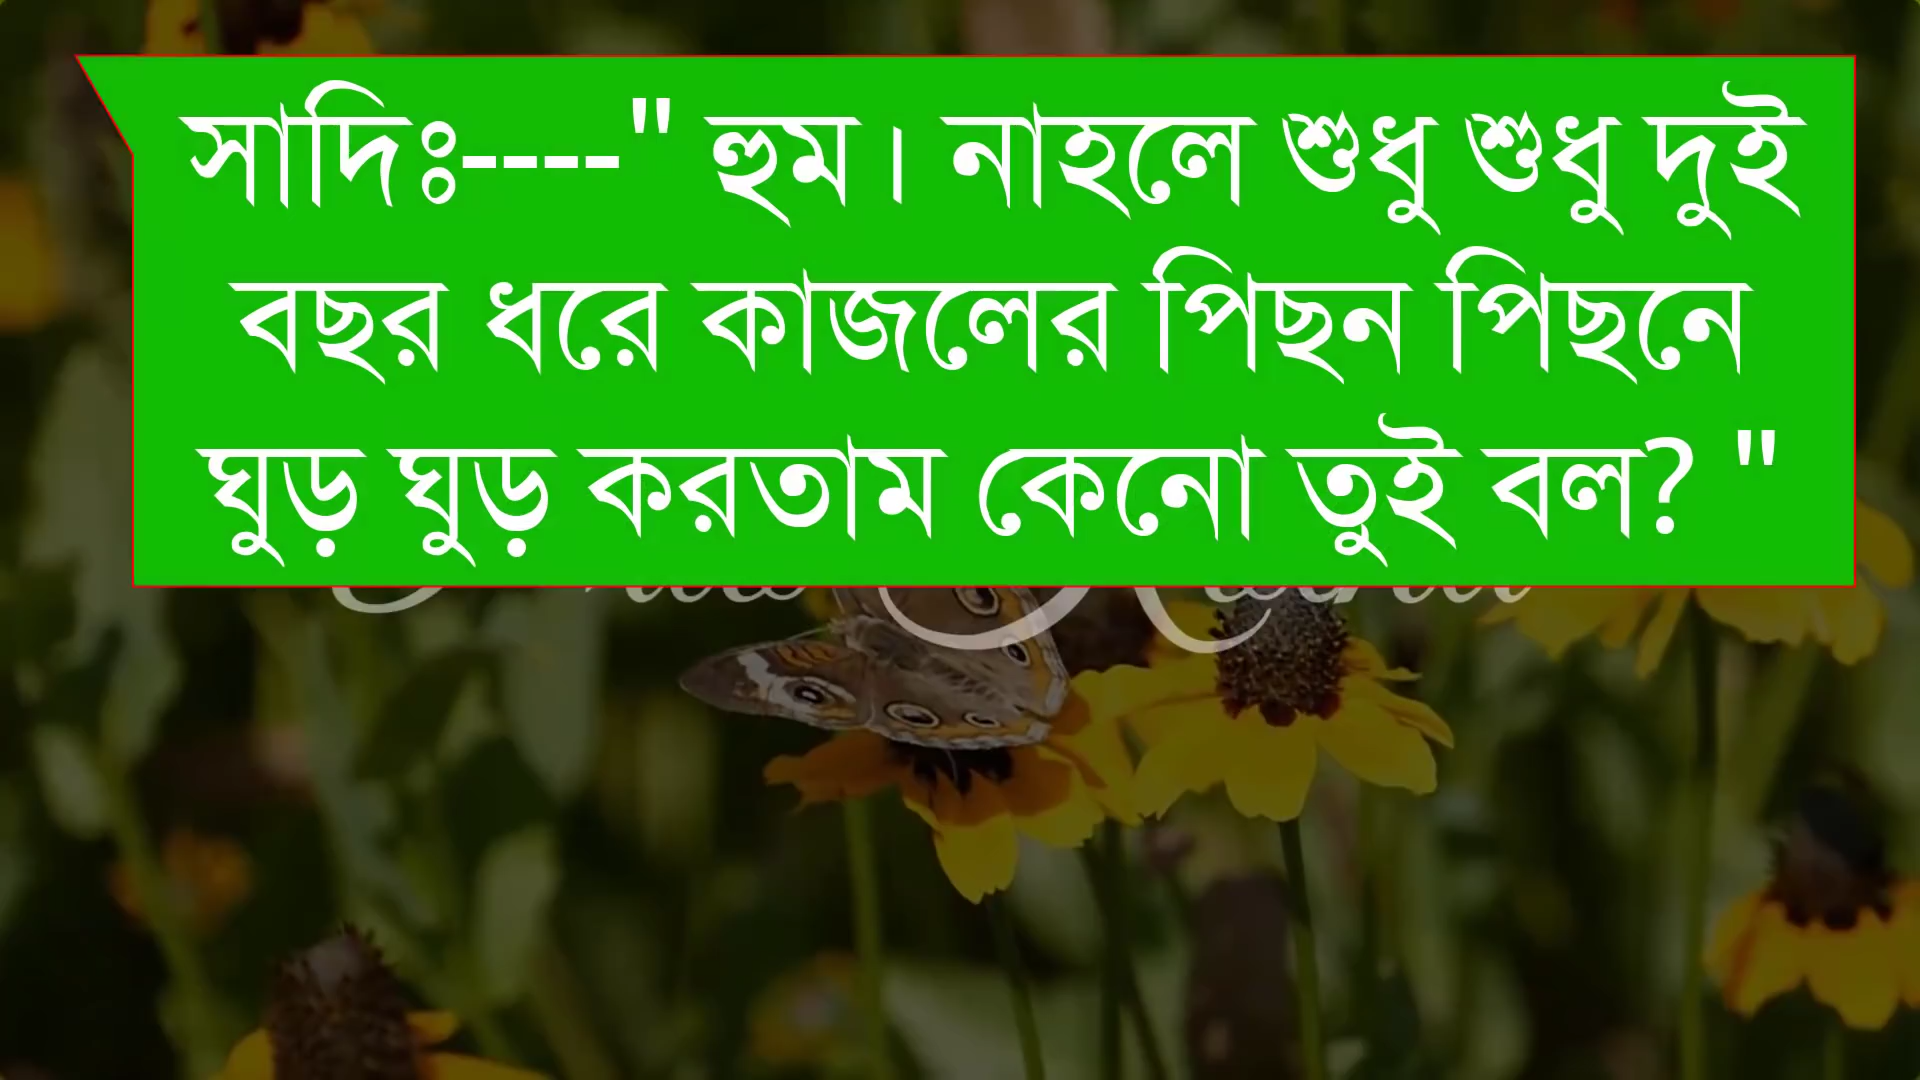 সাদিঃ----" হুম। নাহলে শুধু শুধু দুই
বছর ধরে কাজলের পিছন পিছনে
ঘুড় ঘুড় করতাম কেনো তুই বল? "